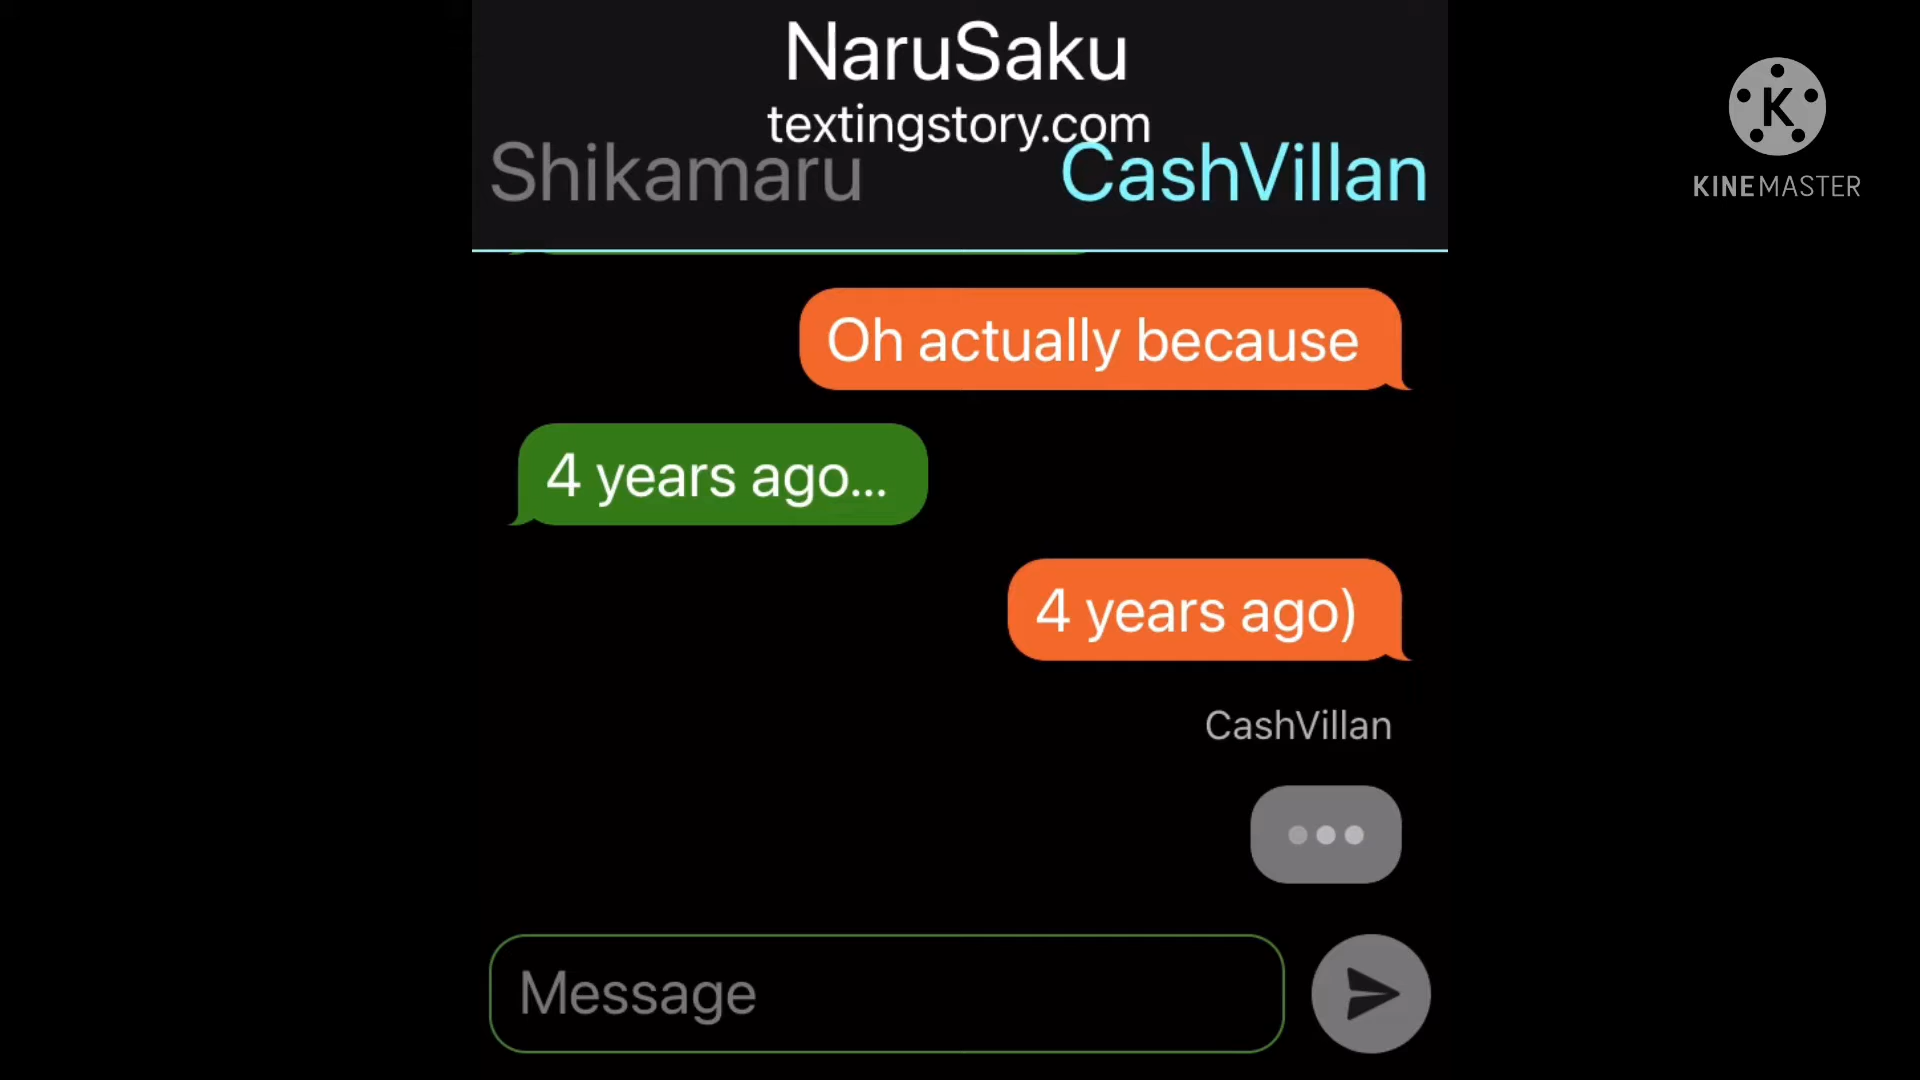 NaruSaku
textingstory.com
Shikamaru
CashVillan
K
KINEMASTER
Oh actually because
4 years ago...
4 years ago)
CashVillan
Message